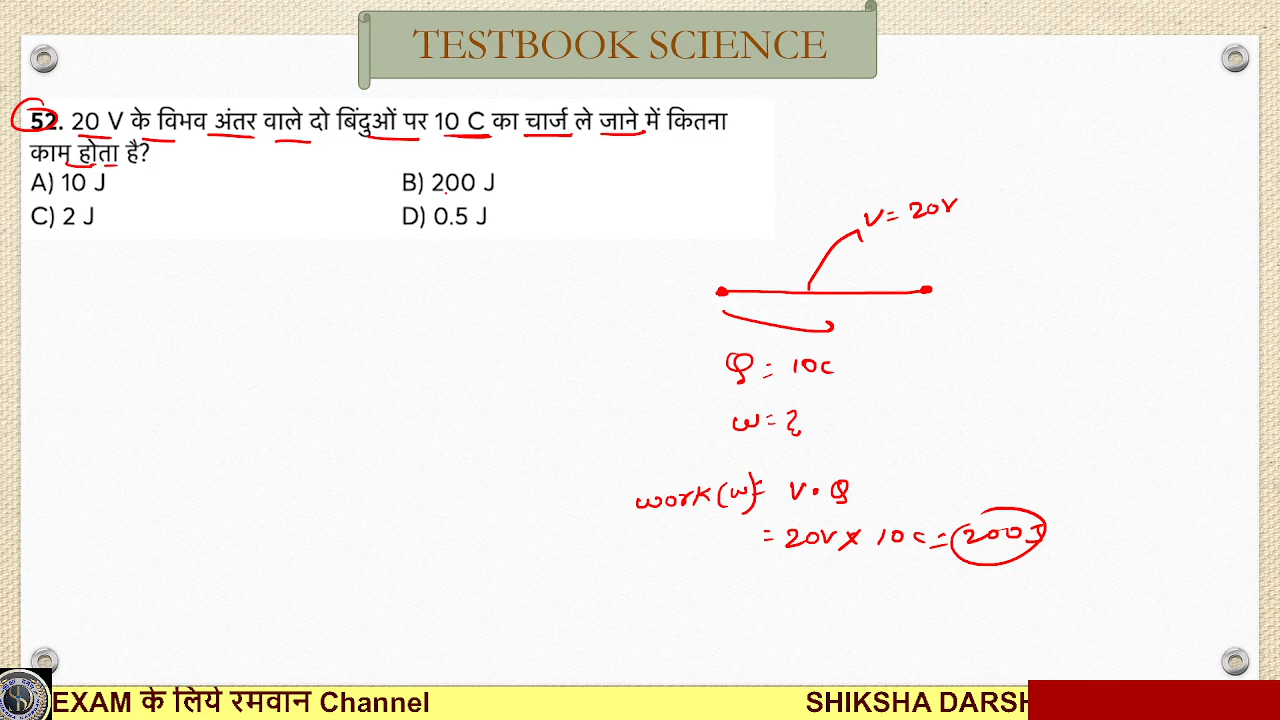 TESTBOOK SCIENCE
52. 20 V के विभव अंतर वाले दो बिंदुओं पर 10 C का चार्ज ले जाने में कितना
काम होता है?
A) 10 J B) 200 J
C) 2 J D) 0.5 J
V = 20V
Q = 10C
W = ?
work(w) = V . Q
= 20V × 10C = 200J
EXAM के लिये रमवान Channel SHIKSHA DARSH